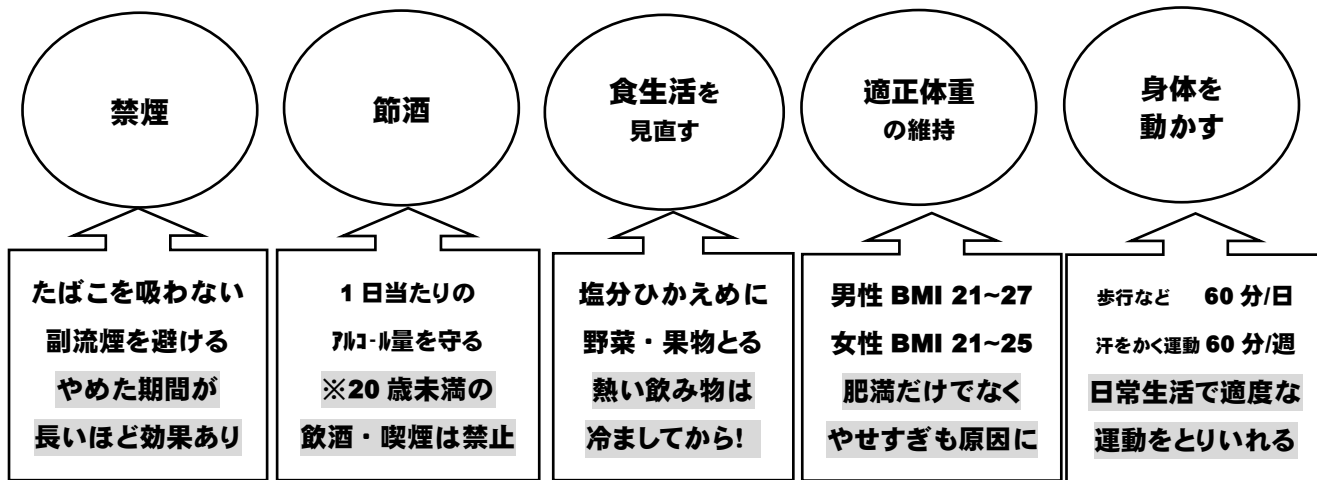 禁煙
たばこを吸わない
副流煙を避ける
やめた期間が
長いほど効果あり
節酒
1日当たりの
ｱﾙｺｰﾙ量を守る
※20歳未満の
飲酒・喫煙は禁止
食生活を
見直す
塩分ひかえめに
野菜・果物とる
熱い飲み物は
冷ましてから!
適正体重
の維持
男性 BMI 21~27
女性 BMI 21~25
肥満だけでなく
やせすぎも原因に
身体を
動かす
歩行など 60分/日
汗をかく運動 60分/週
日常生活で適度な
運動をとりいれる